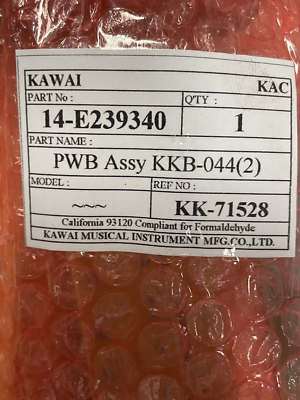 KAWAI KAC
PART No : Q'TY :
14-E239340 1
PART NAME :
PWB Assy KKB-044(2)
MODEL : REF NO :
~~~ KK-71528
California 93120 Compliant for Formaldehyde
KAWAI MUSICAL INSTRUMENT MFG.CO.,LTD.